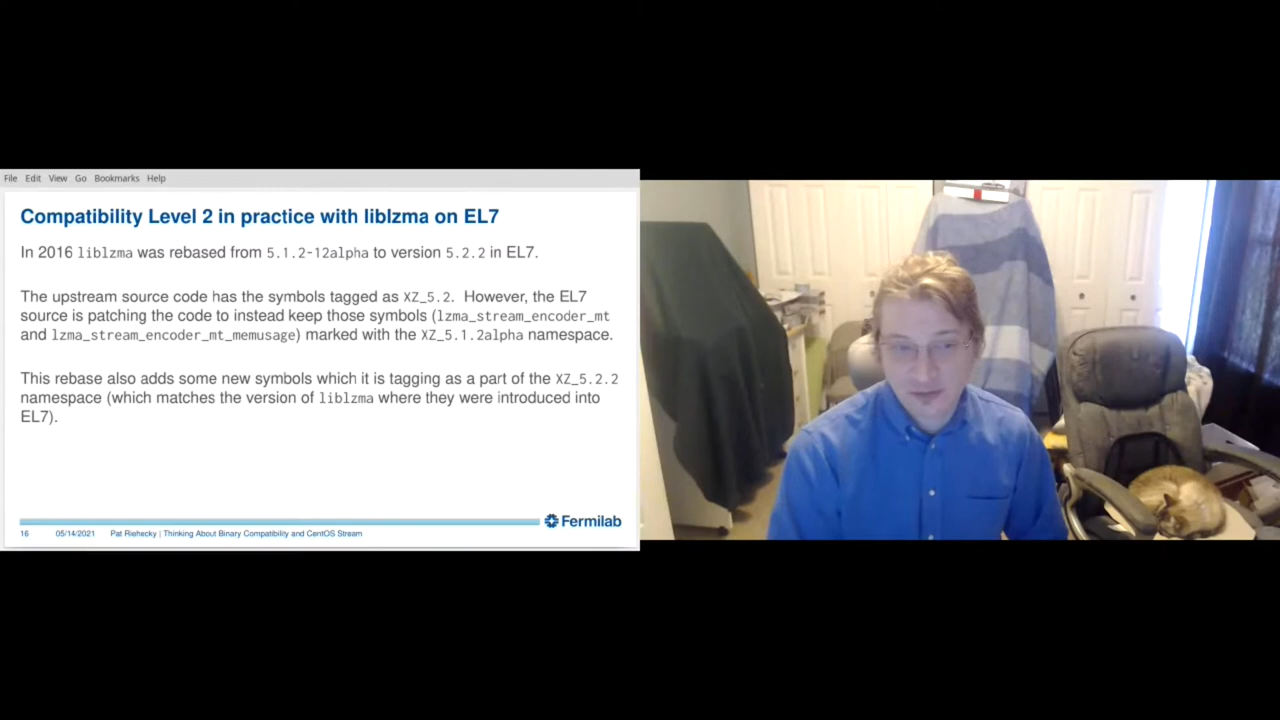 File Edit View Go Bookmarks Help
Compatibility Level 2 in practice with liblzma on EL7
In 2016 liblzma was rebased from 5.1.2-12alpha to version 5.2.2 in EL7.
The upstream source code has the symbols tagged as XZ_5.2. However, the EL7
source is patching the code to instead keep those symbols (lzma_stream_encoder_mt
and lzma_stream_encoder_mt_memusage) marked with the XZ_5.1.2alpha namespace.
This rebase also adds some new symbols which it is tagging as a part of the XZ_5.2.2
namespace (which matches the version of liblzma where they were introduced into
EL7).
Fermilab
16 05/14/2021 Pat Riehecky | Thinking About Binary Compatibility and CentOS Stream